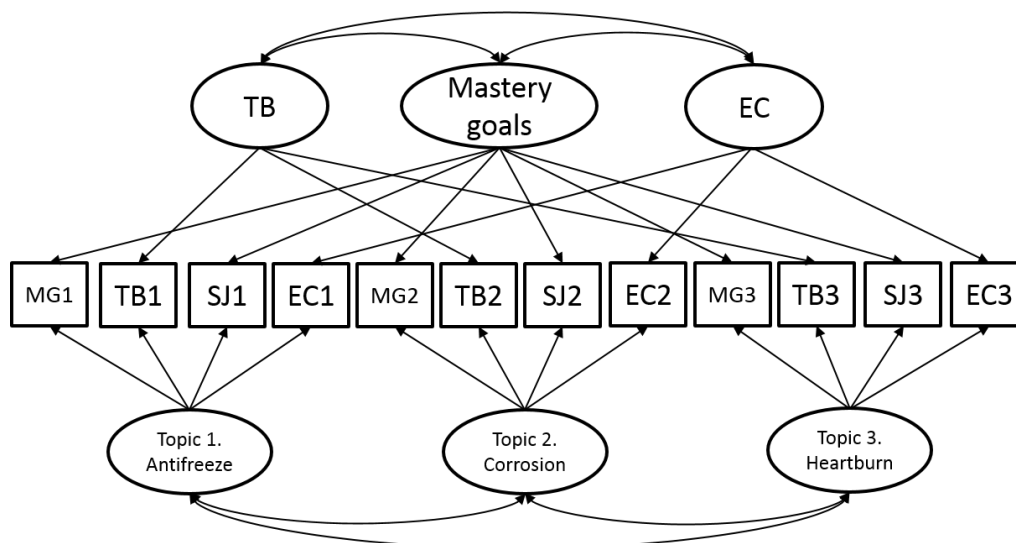 TB
Mastery
goals
EC
MG1
TB1
SJ1
EC1
MG2
TB2
SJ2
EC2
MG3
TB3
SJ3
EC3
Topic 1.
Antifreeze
Topic 2.
Corrosion
Topic 3.
Heartburn